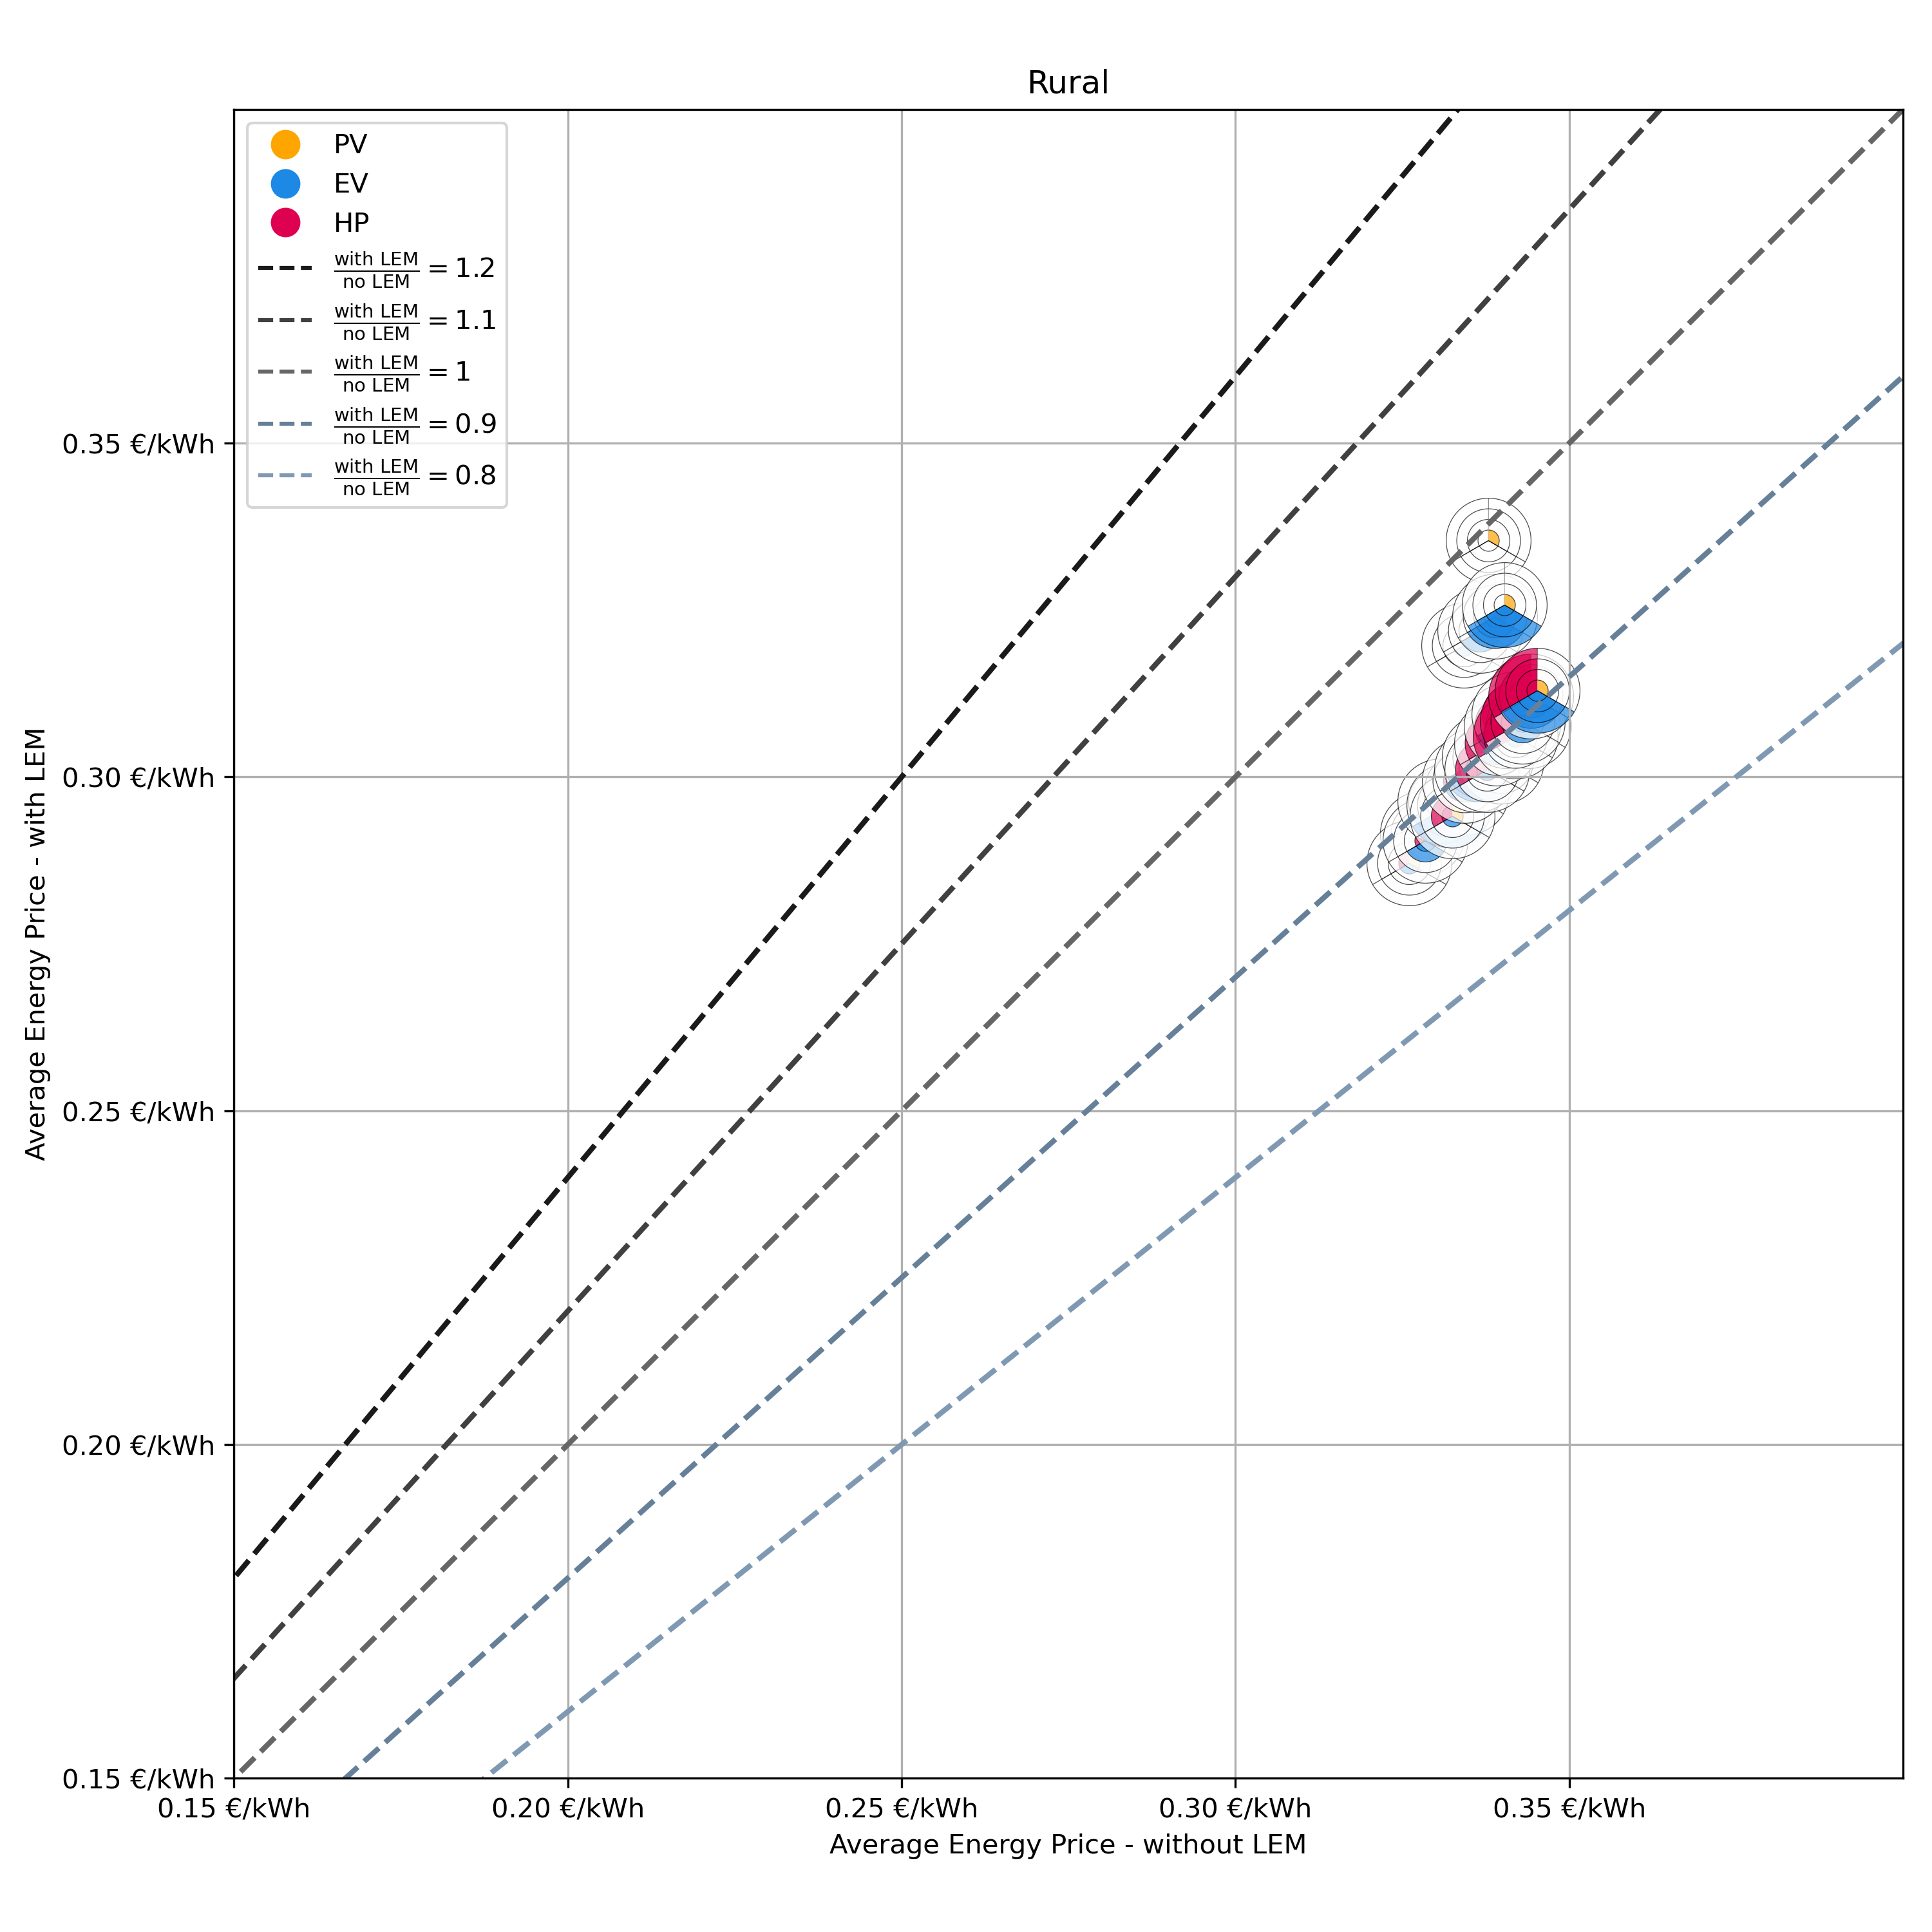 Rural
PV
EV
HP
with LEM
no LEM = 1.2
with LEM
no LEM = 1.1
with LEM
no LEM = 1
with LEM
no LEM = 0.9
with LEM
no LEM = 0.8
0.35 €/kWh
0.30 €/kWh
0.25 €/kWh
0.20 €/kWh
0.15 €/kWh
Average Energy Price - with LEM
0.15 €/kWh
0.20 €/kWh
0.25 €/kWh
0.30 €/kWh
0.35 €/kWh
Average Energy Price - without LEM